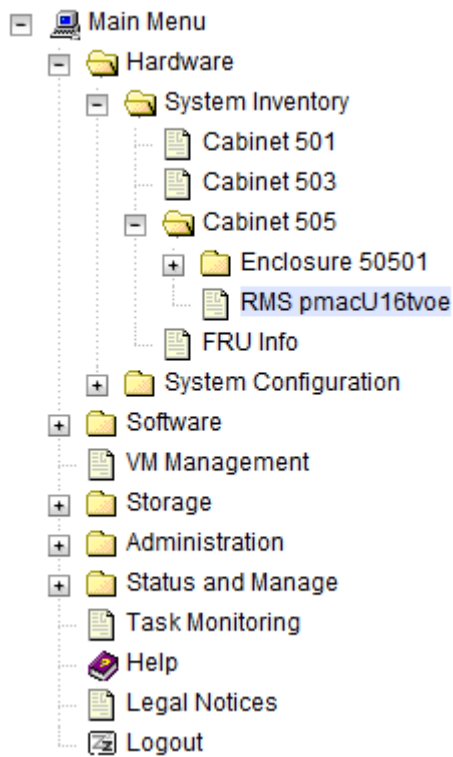 Main Menu
Hardware
System Inventory
Cabinet 501
Cabinet 503
Cabinet 505
Enclosure 50501
RMS pmacU16tvoe
FRU Info
System Configuration
Software
VM Management
Storage
Administration
Status and Manage
Task Monitoring
Help
Legal Notices
Logout